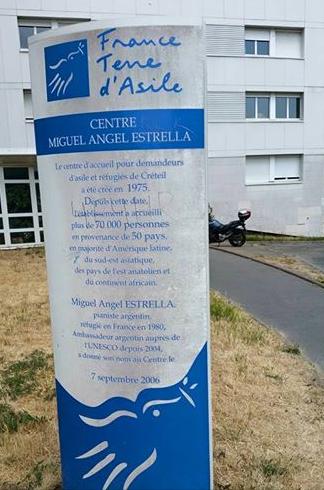 France
Terre
d'Asile
CENTRE
MIGUEL ANGEL ESTRELLA
Le centre d'accueil pour demandeurs
d'asile et réfugiés de Créteil
a été créé en 1975.
Depuis cette date,
l'établissement a accueilli
plus de 70 000 personnes
en provenance de 50 pays,
en majorité d'Amérique latine,
du sud-est asiatique,
des pays de l'est anatolien et
du continent africain.
Miguel Angel ESTRELLA,
pianiste argentin,
réfugié en France en 1980,
Ambassadeur argentin auprès de
l'UNESCO depuis 2004,
a donné son nom au Centre le
7 septembre 2006